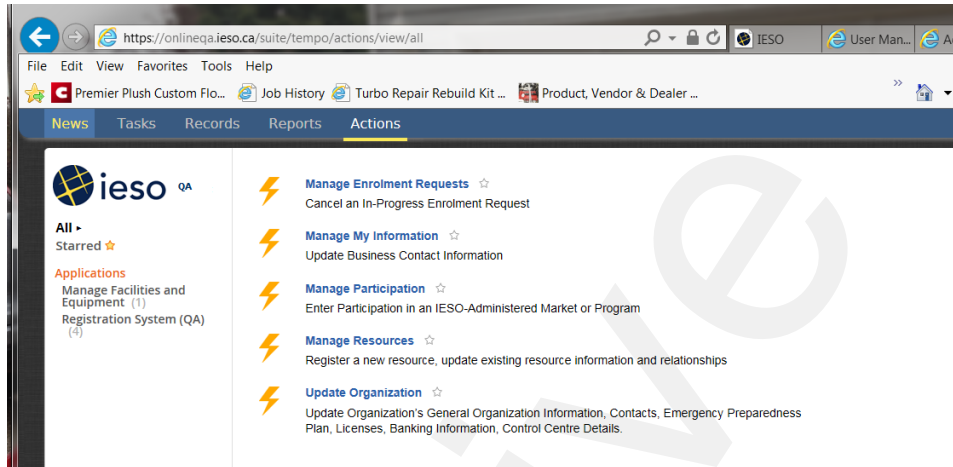 https://onlineqa.ieso.ca/suite/tempo/actions/view/all
IESO
User Man...
File Edit View Favorites Tools Help
Premier Plush Custom Flo... Job History Turbo Repair Rebuild Kit ... Product, Vendor & Dealer ... »
News Tasks Records Reports Actions
ieso QA
All
Starred
Applications
Manage Facilities and
Equipment (1)
Registration System (QA)
(4)
Manage Enrolment Requests
Cancel an In-Progress Enrolment Request
Manage My Information
Update Business Contact Information
Manage Participation
Enter Participation in an IESO-Administered Market or Program
Manage Resources
Register a new resource, update existing resource information and relationships
Update Organization
Update Organization's General Organization Information, Contacts, Emergency Preparedness
Plan, Licenses, Banking Information, Control Centre Details.